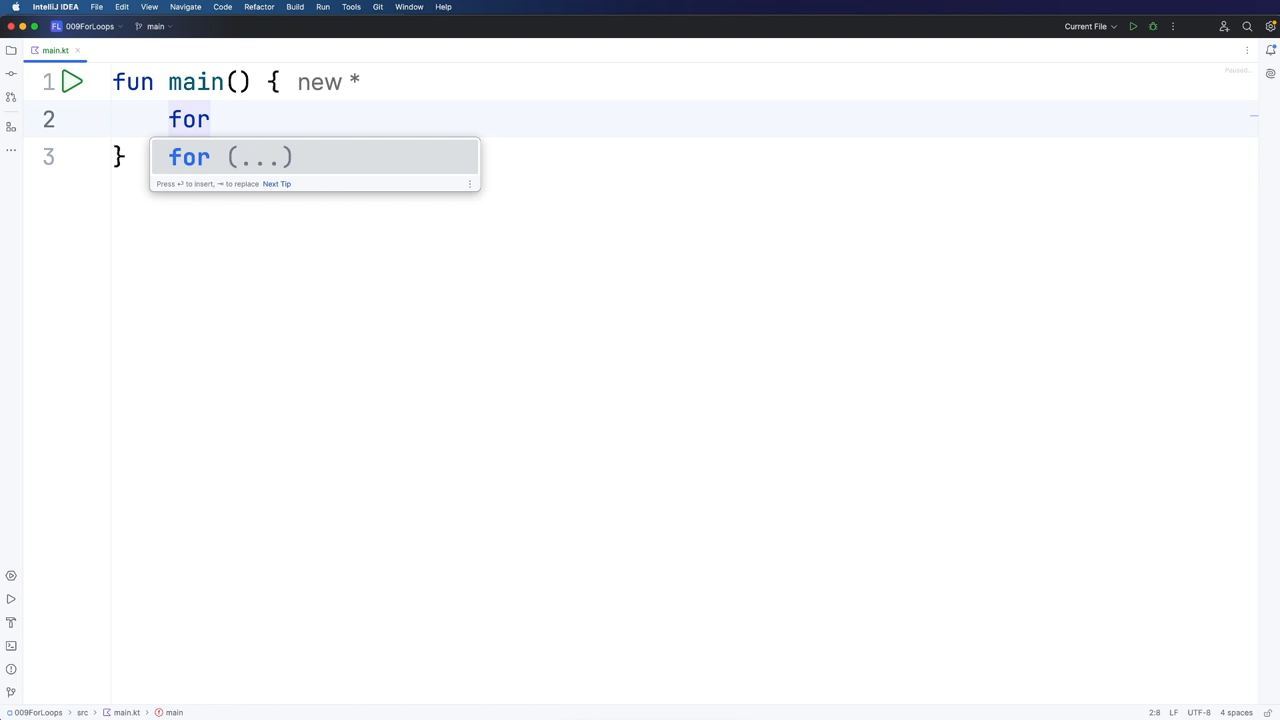 IntelliJ IDEA File Edit View Navigate Code Refactor Build Run Tools Git Window Help
FL 009ForLoops main Current File
main.kt
Paused...
1 fun main() { new *
2 for
for (...)
3 }
Press ⏎ to insert, ⇥ to replace Next Tip
009ForLoops > src > main.kt > main 2:8 LF UTF-8 4 spaces